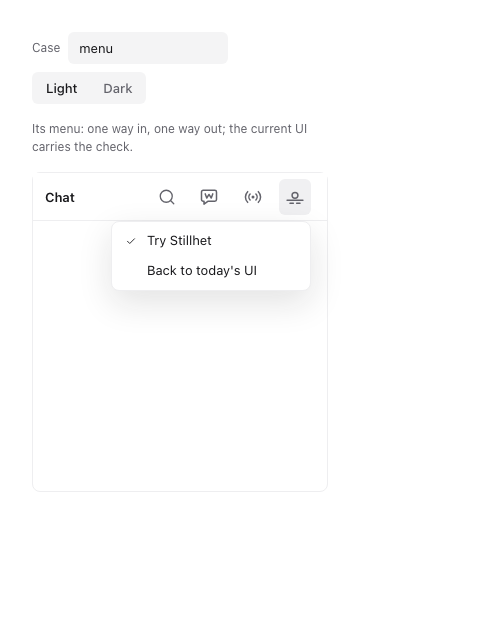 Case
menu
Light
Dark
Its menu: one way in, one way out; the current UI
carries the check.
Chat
Try Stillhet
Back to today's UI